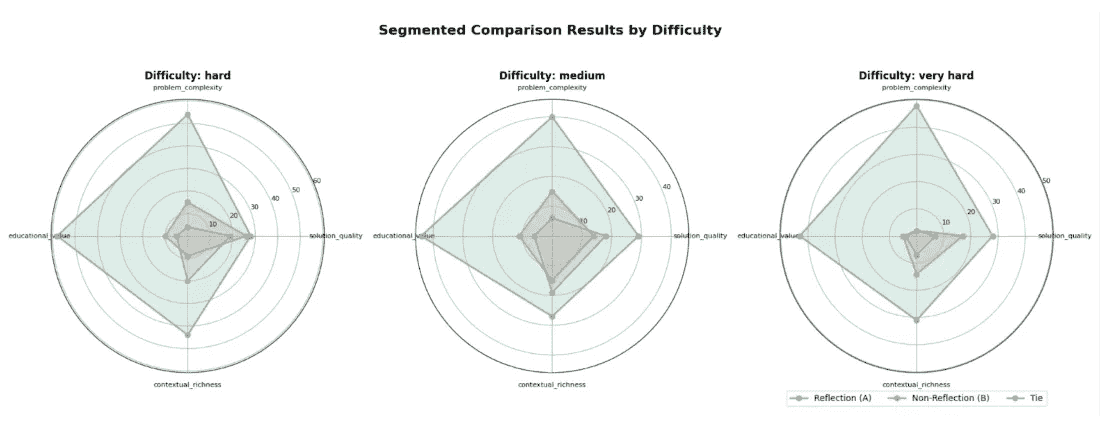 Segmented Comparison Results by Difficulty
Difficulty: hard
problem_complexity
60
50
40
30
20
10
educational_value
solution_quality
contextual_richness
Difficulty: medium
problem_complexity
40
30
20
10
educational_value
solution_quality
contextual_richness
Difficulty: very hard
problem_complexity
50
40
30
20
10
educational_value
solution_quality
contextual_richness
Reflection (A) Non-Reflection (B) Tie